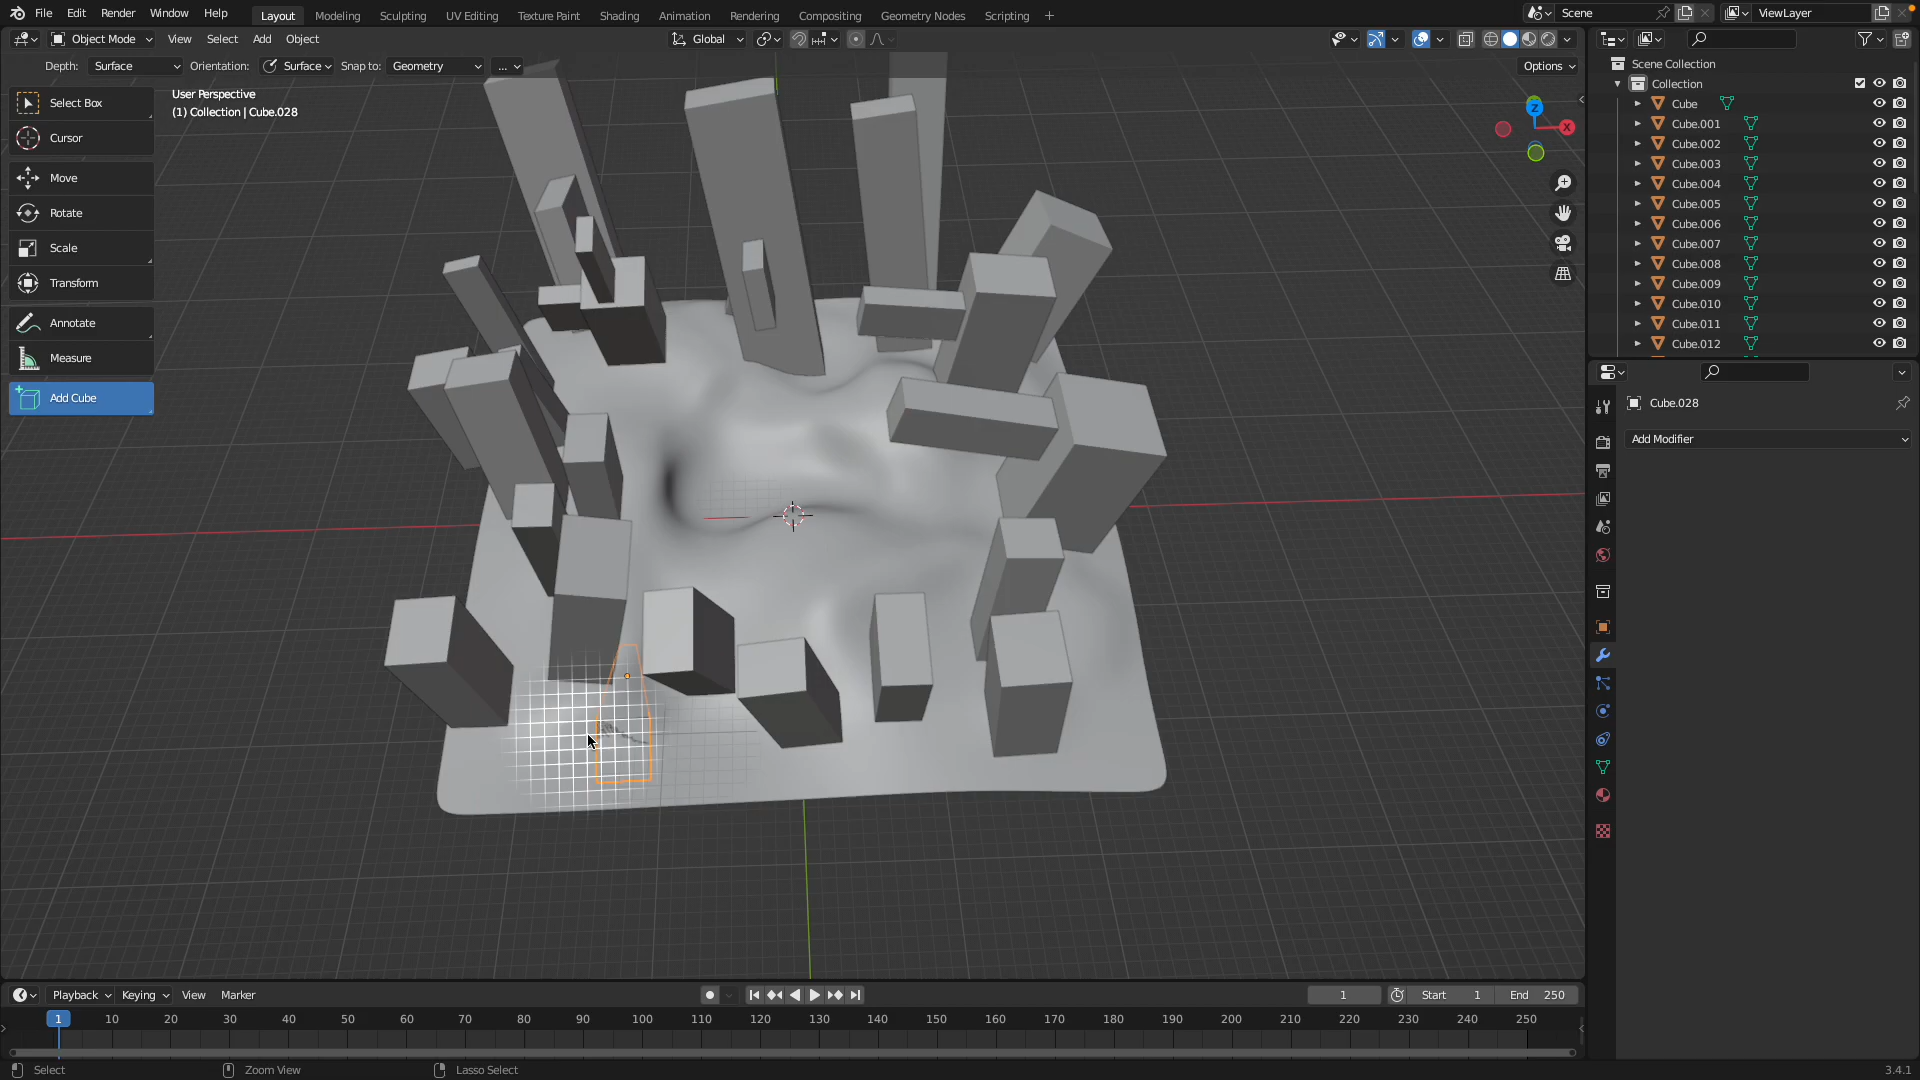 File Edit Render Window Help Layout Modeling Sculpting UV Editing Texture Paint Shading Animation Rendering Compositing Geometry Nodes Scripting + Scene ViewLayer
Object Mode View Select Add Object Global
Depth: Surface Orientation: Surface Snap to: Geometry ... Options
User Perspective
(1) Collection | Cube.028
Select Box
Cursor
Move
Rotate
Scale
Transform
Annotate
Measure
Add Cube
Z
X
Scene Collection
Collection
Cube
Cube.001
Cube.002
Cube.003
Cube.004
Cube.005
Cube.006
Cube.007
Cube.008
Cube.009
Cube.010
Cube.011
Cube.012
Cube.028
Add Modifier
Playback Keying View Marker 1 Start 1 End 250
1 10 20 30 40 50 60 70 80 90 100 110 120 130 140 150 160 170 180 190 200 210 220 230 240 250
Select Zoom View Lasso Select 3.4.1